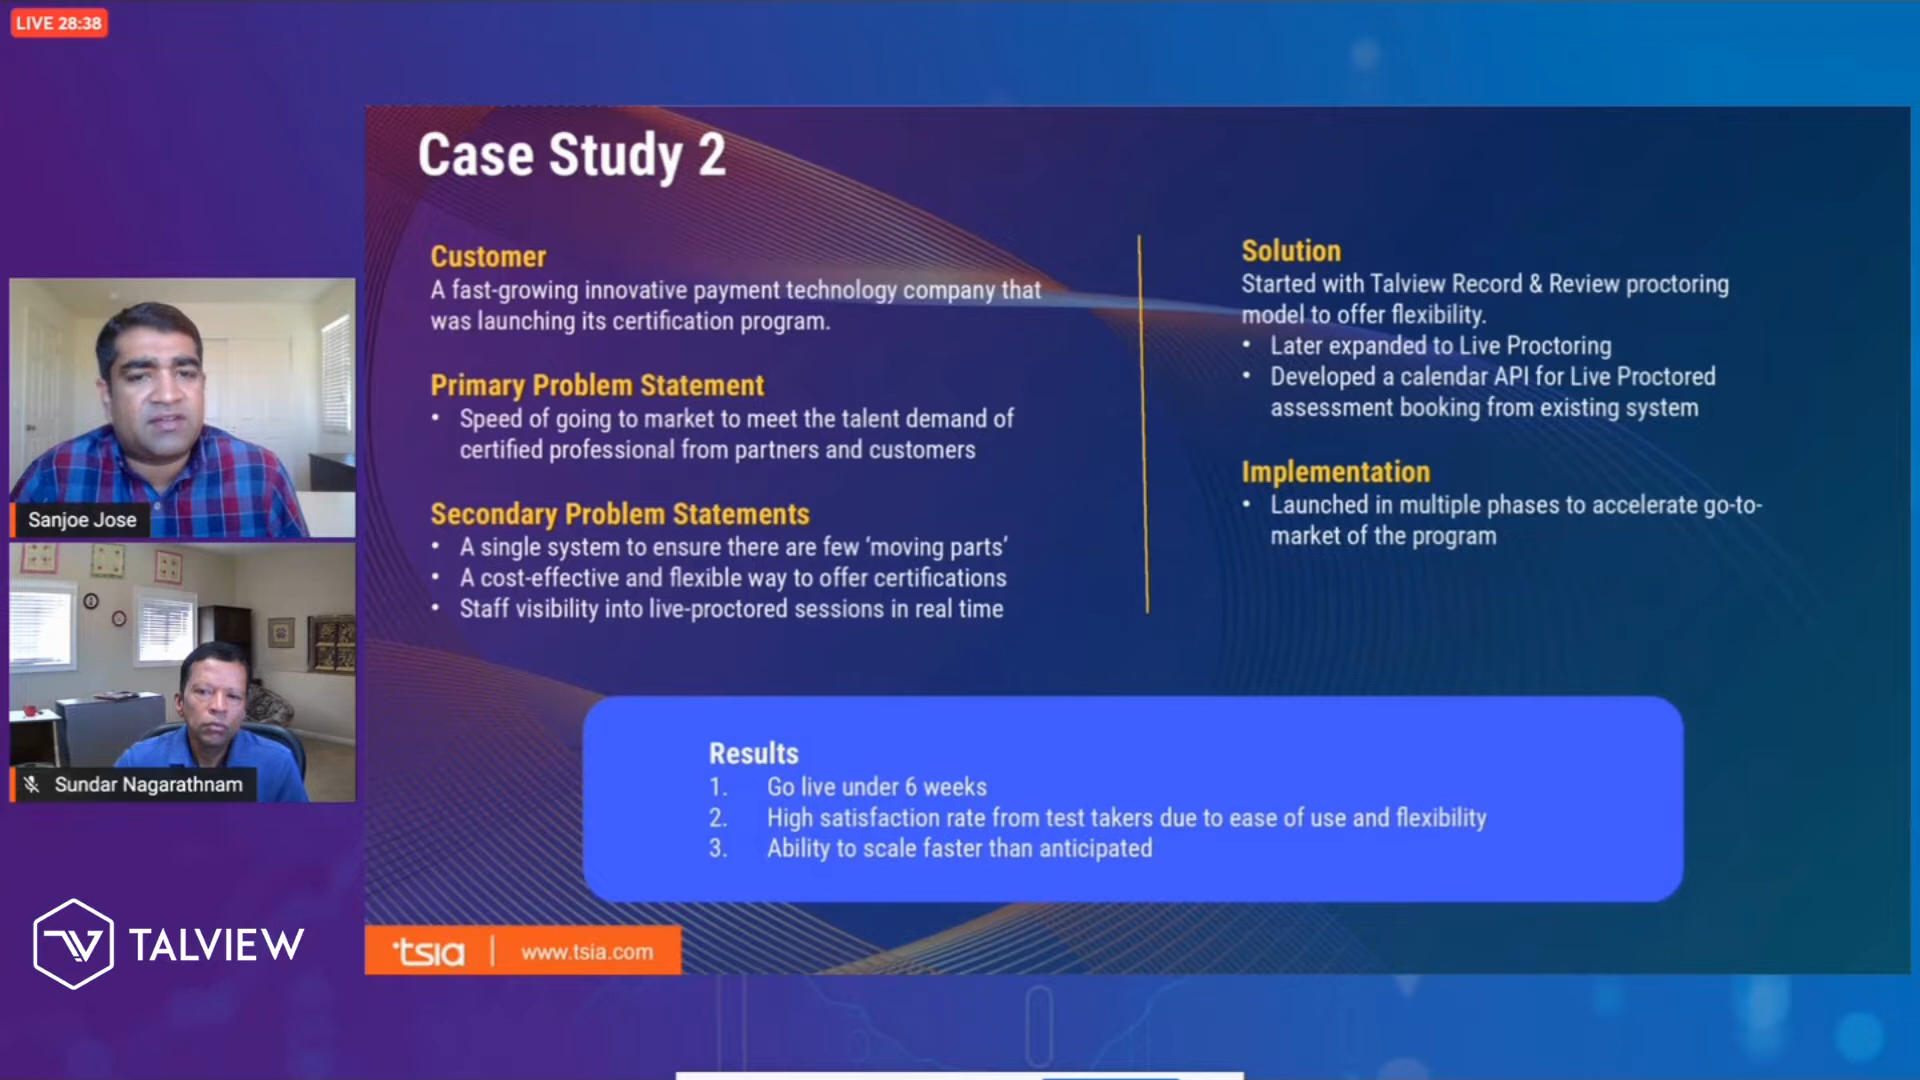 LIVE 28:38
Case Study 2
Customer
A fast-growing innovative payment technology company that
was launching its certification program.
Primary Problem Statement
• Speed of going to market to meet the talent demand of
certified professional from partners and customers
Secondary Problem Statements
• A single system to ensure there are few ‘moving parts’
• A cost-effective and flexible way to offer certifications
• Staff visibility into live-proctored sessions in real time
Solution
Started with Talview Record & Review proctoring
model to offer flexibility.
• Later expanded to Live Proctoring
• Developed a calendar API for Live Proctored
assessment booking from existing system
Implementation
• Launched in multiple phases to accelerate go-to-
market of the program
Results
1. Go live under 6 weeks
2. High satisfaction rate from test takers due to ease of use and flexibility
3. Ability to scale faster than anticipated
Sanjoe Jose
Sundar Nagarathnam
TALVIEW
tsia | www.tsia.com